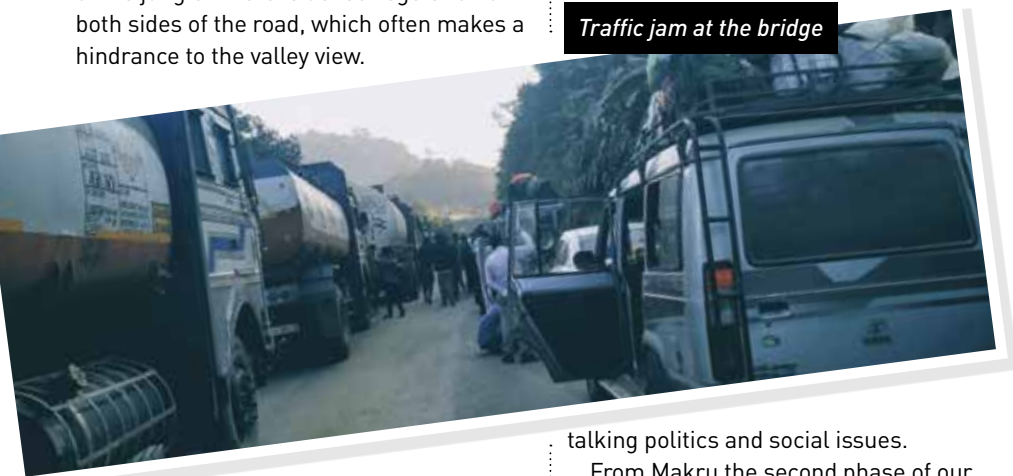 both sides of the road, which often makes a
hindrance to the valley view.
Traffic jam at the bridge
talking politics and social issues.
From Makru the second phase of our